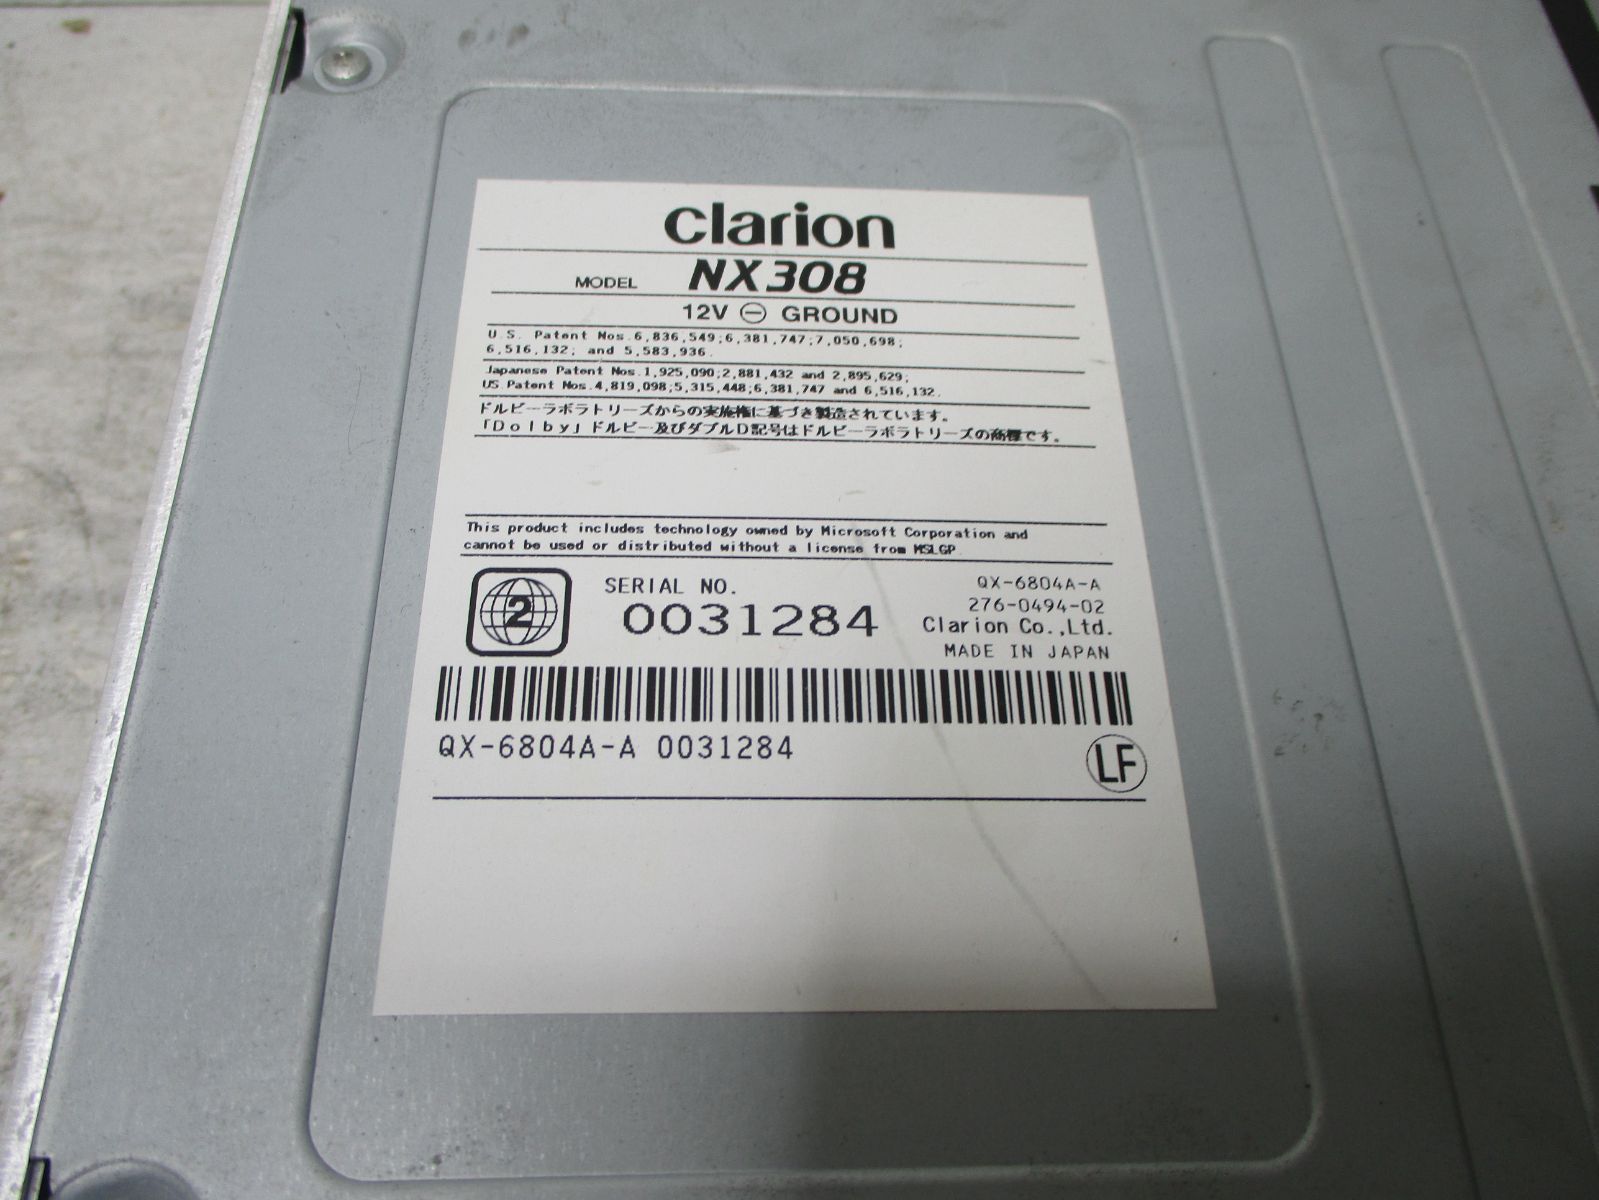 clarion
MODEL NX308
12V ⊖ GROUND
U.S. Patent Nos.6,836,549;6,381,747;7,050,698;
6,516,132; and 5,583,936.
Japanese Patent Nos.1,925,090;2,881,432 and 2,895,629;
US Patent Nos.4,819,098;5,315,448;6,381,747 and 6,516,132.
ドルビーラボラトリーズからの実施権に基づき製造されています。
「Dolby」ドルビー及びダブルD記号はドルビーラボラトリーズの商標です。
This product includes technology owned by Microsoft Corporation and
cannot be used or distributed without a license from MSLGP.
2
SERIAL NO.
0031284
QX-6804A-A
276-0494-02
Clarion Co.,Ltd.
MADE IN JAPAN
QX-6804A-A 0031284
LF